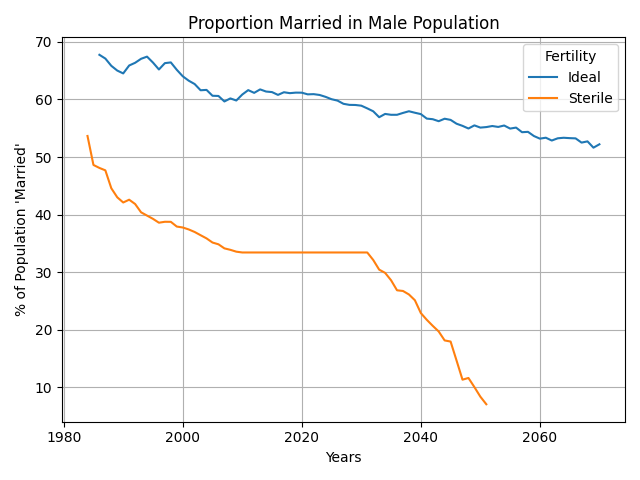 Proportion Married in Male Population
% of Population 'Married'
70
60
50
40
30
20
10
Fertility
Ideal
Sterile
1980
2000
2020
2040
2060
Years